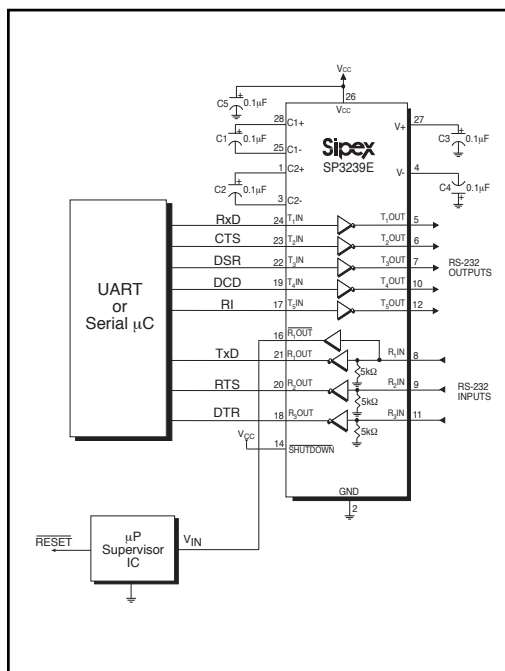 VCC
C5
+
0.1µF
26
VCC
28
C1+
V+
27
C1
+
0.1µF
Sipex
SP3239E
C3
+
0.1µF
25
C1-
1
C2+
V-
4
C2
+
0.1µF
C4
0.1µF
+
3
C2-
UART
or
Serial µC
RxD
24
T1IN
T1OUT
5
CTS
23
T2IN
T2OUT
6
DSR
22
T3IN
T3OUT
7
RS-232
OUTPUTS
DCD
19
T4IN
T4OUT
10
RI
17
T5IN
T5OUT
12
16
R1OUT
TxD
21
R1OUT
R1IN
8
5kΩ
RTS
20
R2OUT
R2IN
9
RS-232
INPUTS
5kΩ
DTR
18
R3OUT
R3IN
11
5kΩ
VCC
14
SHUTDOWN
GND
2
RESET
µP
Supervisor
IC
VIN